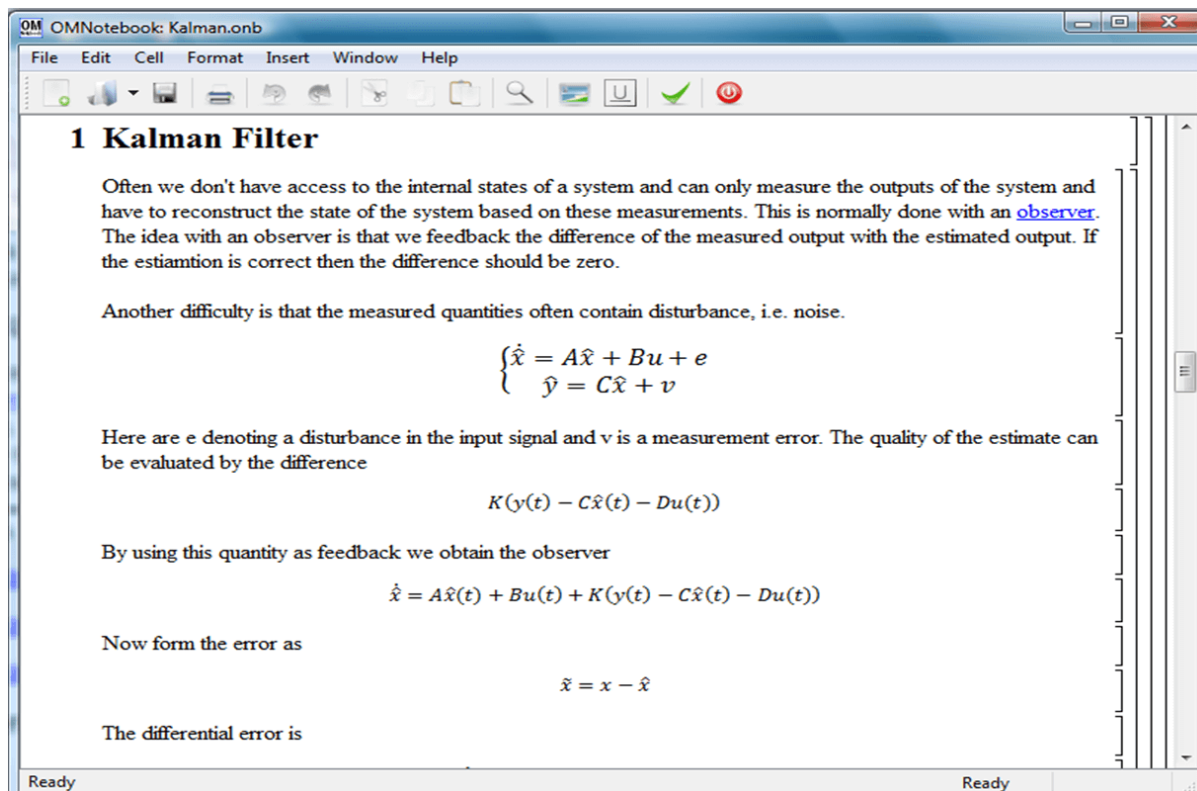 OM OMNotebook: Kalman.onb
File Edit Cell Format Insert Window Help
U
1 Kalman Filter
Often we don't have access to the internal states of a system and can only measure the outputs of the system and
have to reconstruct the state of the system based on these measurements. This is normally done with an observer.
The idea with an observer is that we feedback the difference of the measured output with the estimated output. If
the estiamtion is correct then the difference should be zero.
Another difficulty is that the measured quantities often contain disturbance, i.e. noise.
{ẋ̂ = Ax̂ + Bu + e
ŷ = Cx̂ + v
Here are e denoting a disturbance in the input signal and v is a measurement error. The quality of the estimate can
be evaluated by the difference
K(y(t) − Cx̂(t) − Du(t))
By using this quantity as feedback we obtain the observer
x̂̇ = Ax̂(t) + Bu(t) + K(y(t) − Cx̂(t) − Du(t))
Now form the error as
x̃ = x − x̂
The differential error is
Ready Ready